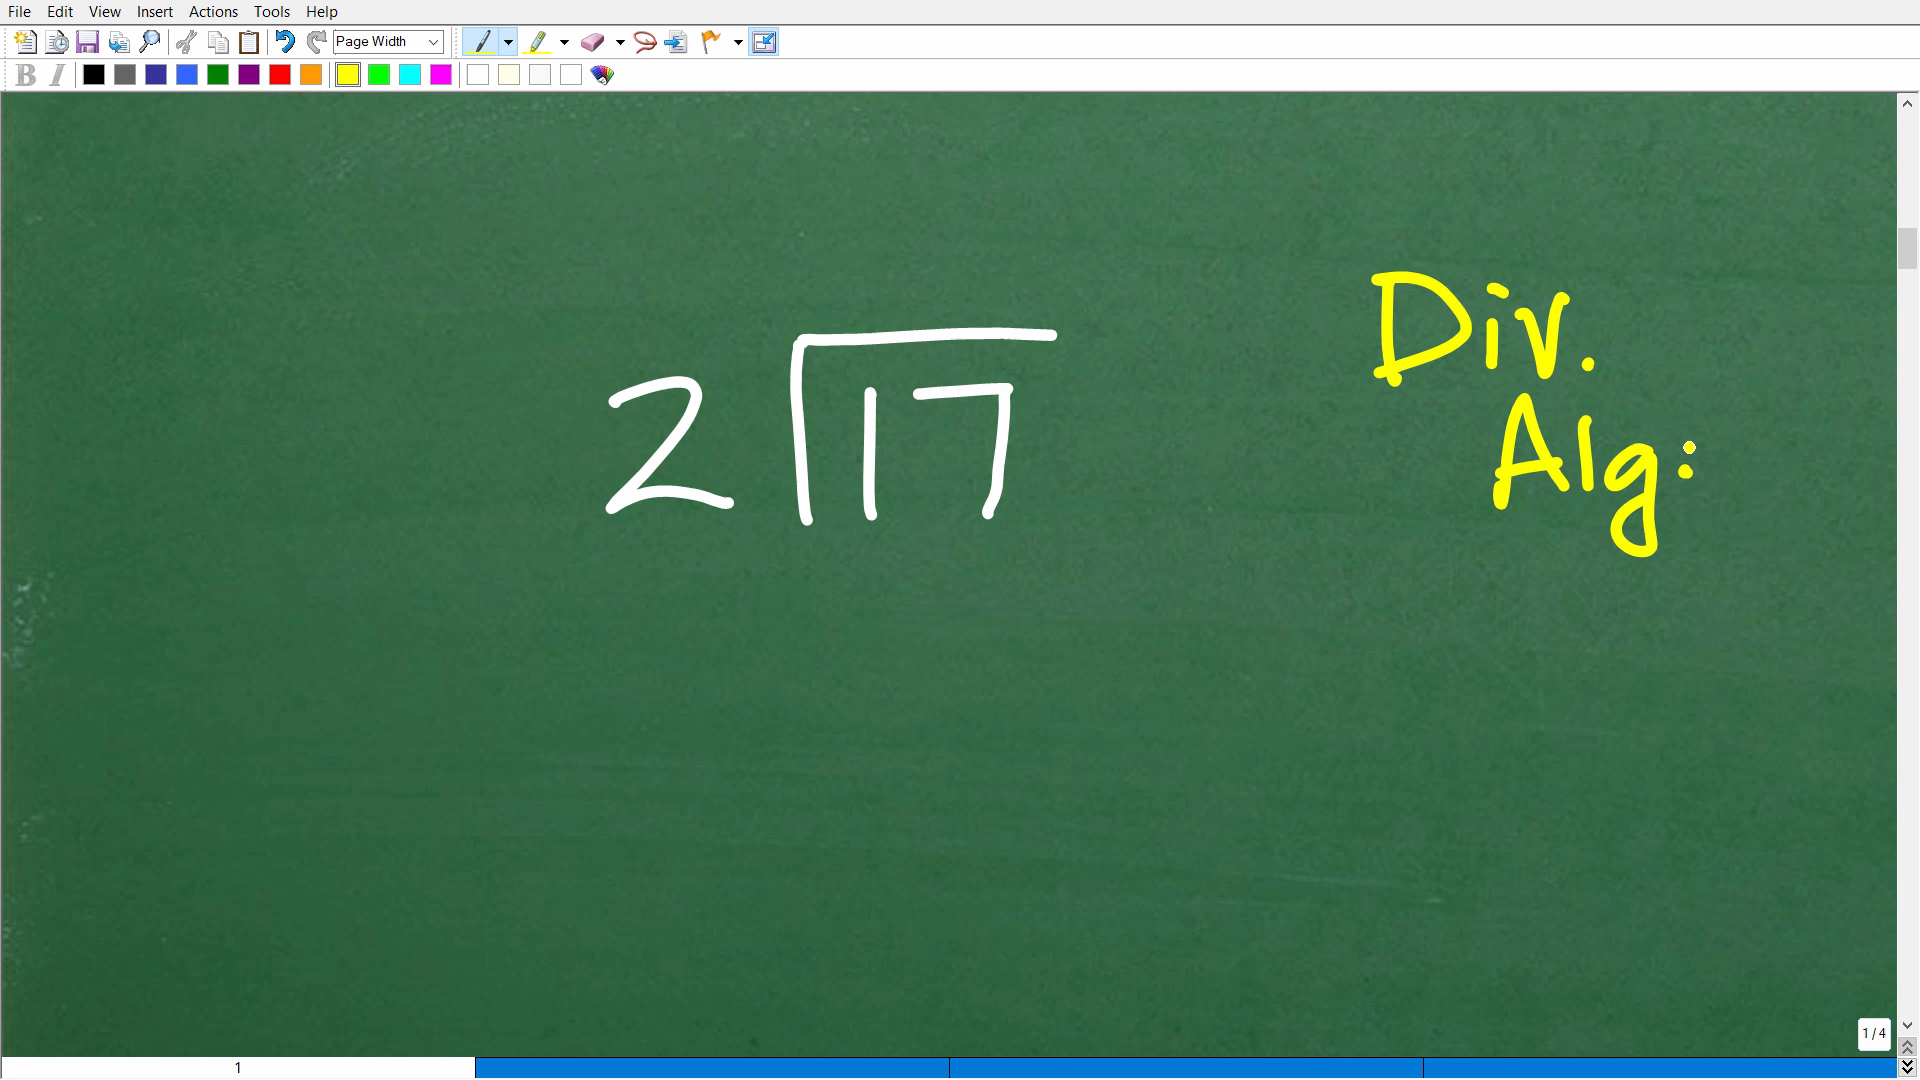 File Edit View Insert Actions Tools Help
Page Width
B I
Div.
2 17
Alg:
1 / 4
1